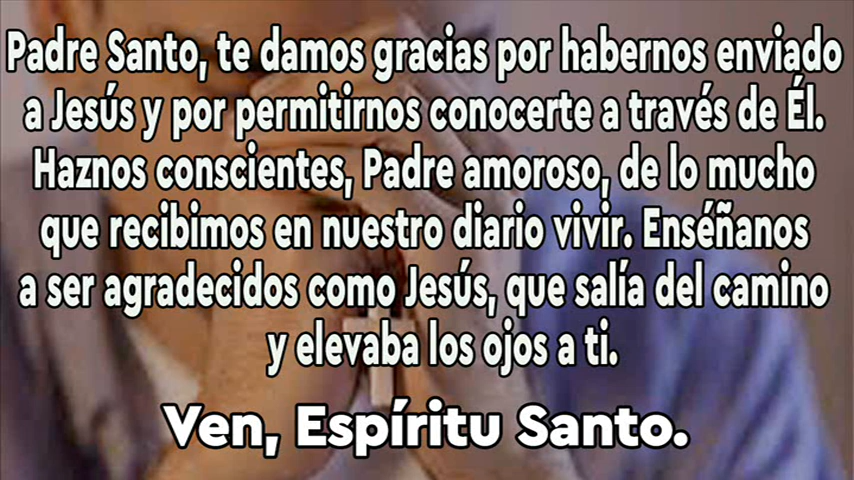 Padre Santo, te damos gracias por habernos enviado
a Jesús y por permitirnos conocerte a través de Él.
Haznos conscientes, Padre amoroso, de lo mucho
que recibimos en nuestro diario vivir. Enséñanos
a ser agradecidos como Jesús, que salía del camino
y elevaba los ojos a ti.
Ven, Espíritu Santo.